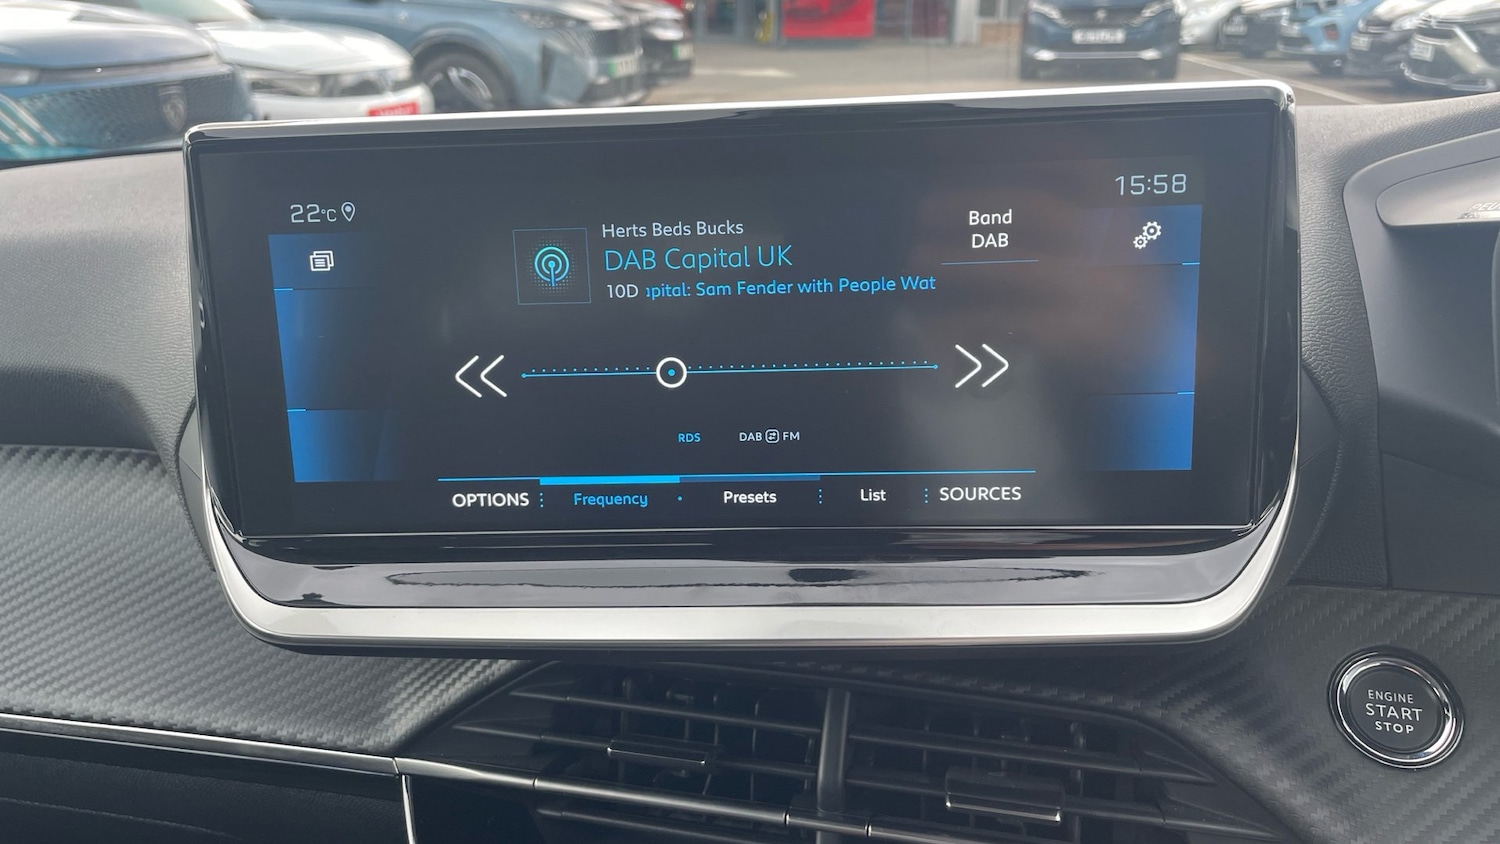 22°C
15:58
Herts Beds Bucks
DAB Capital UK
10D apital: Sam Fender with People Wat
Band
DAB
RDS DAB FM
OPTIONS Frequency Presets List SOURCES
ENGINE
START
STOP